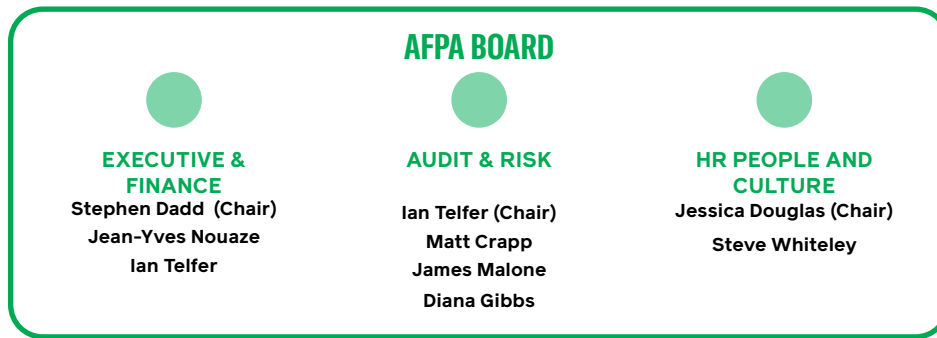 AFPA BOARD
EXECUTIVE &
FINANCE
Stephen Dadd (Chair)
Jean-Yves Nouaze
Ian Telfer
AUDIT & RISK
Ian Telfer (Chair)
Matt Crapp
James Malone
Diana Gibbs
HR PEOPLE AND
CULTURE
Jessica Douglas (Chair)
Steve Whiteley